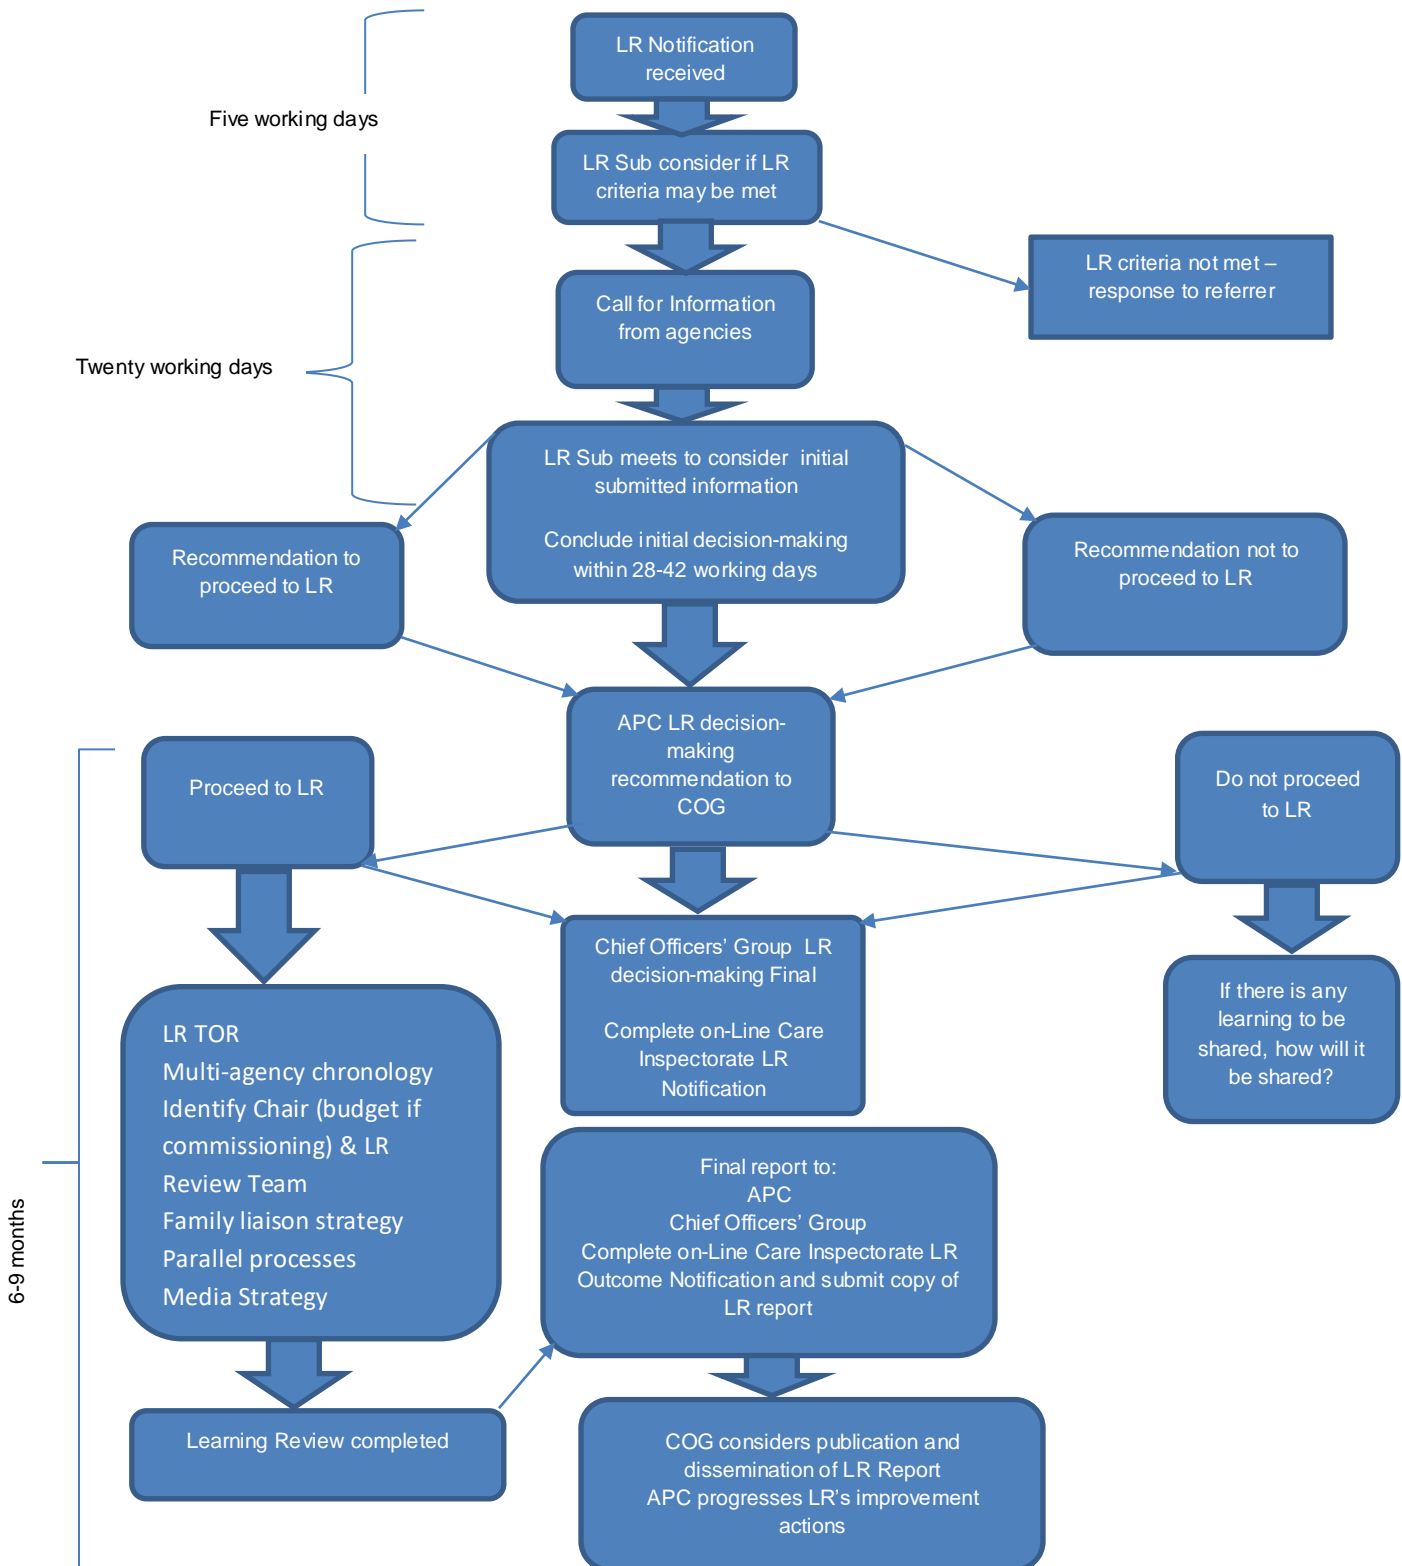 LR Notification
received
Five working days
LR Sub consider if LR
criteria may be met
LR criteria not met –
response to referrer
Call for Information
from agencies
Twenty working days
LR Sub meets to consider initial
submitted information
Conclude initial decision-making
within 28-42 working days
Recommendation to
proceed to LR
Recommendation not to
proceed to LR
APC LR decision-
making
recommendation to
COG
Proceed to LR
Do not proceed
to LR
Chief Officers’ Group LR
decision-making Final
Complete on-Line Care
Inspectorate LR
Notification
If there is any
learning to be
shared, how will it
be shared?
LR TOR
Multi-agency chronology
Identify Chair (budget if
commissioning) & LR
Review Team
Family liaison strategy
Parallel processes
Media Strategy
6-9 months
Final report to:
APC
Chief Officers’ Group
Complete on-Line Care Inspectorate LR
Outcome Notification and submit copy of
LR report
Learning Review completed
COG considers publication and
dissemination of LR Report
APC progresses LR’s improvement
actions